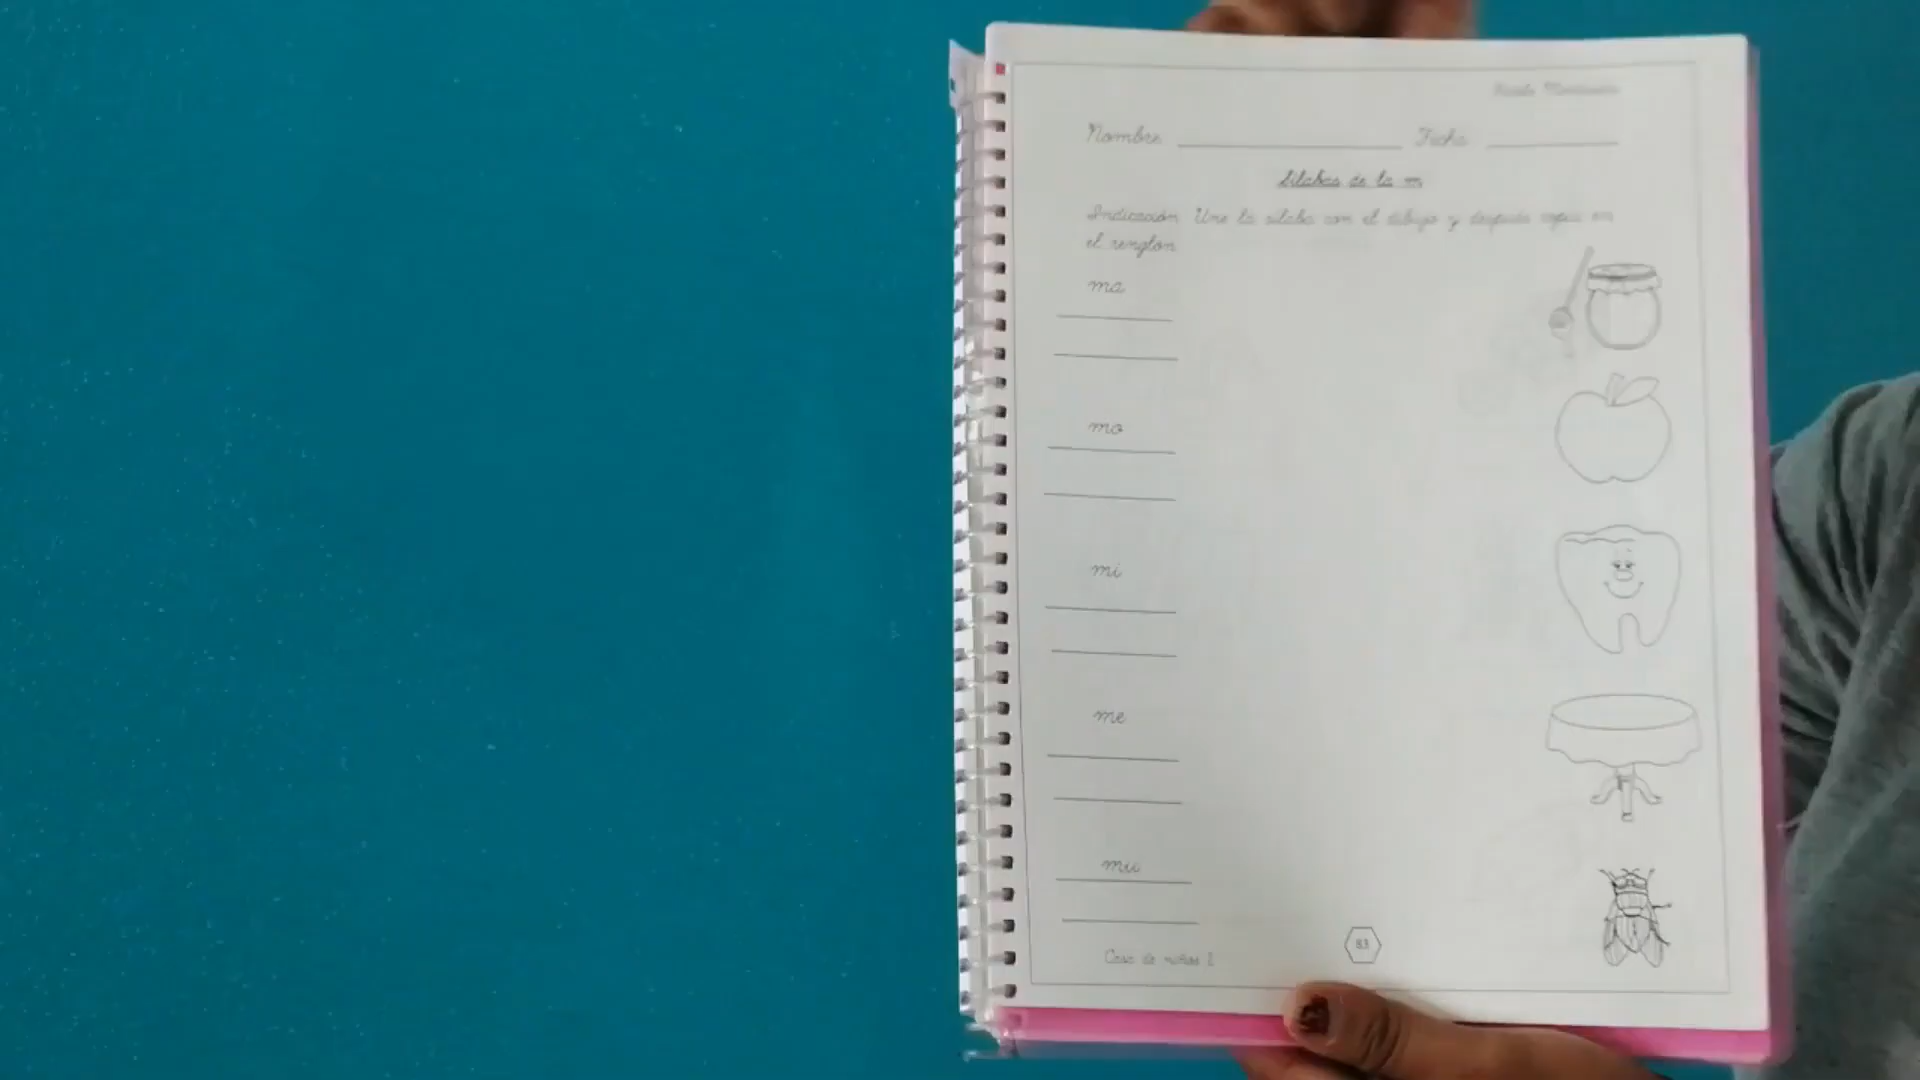 Nombre Fecha
Sílabas de la m
Indicación Une la sílaba con el dibujo y después copia en
el renglón
ma
mo
mi
me
mu
Casa de niños 2
83